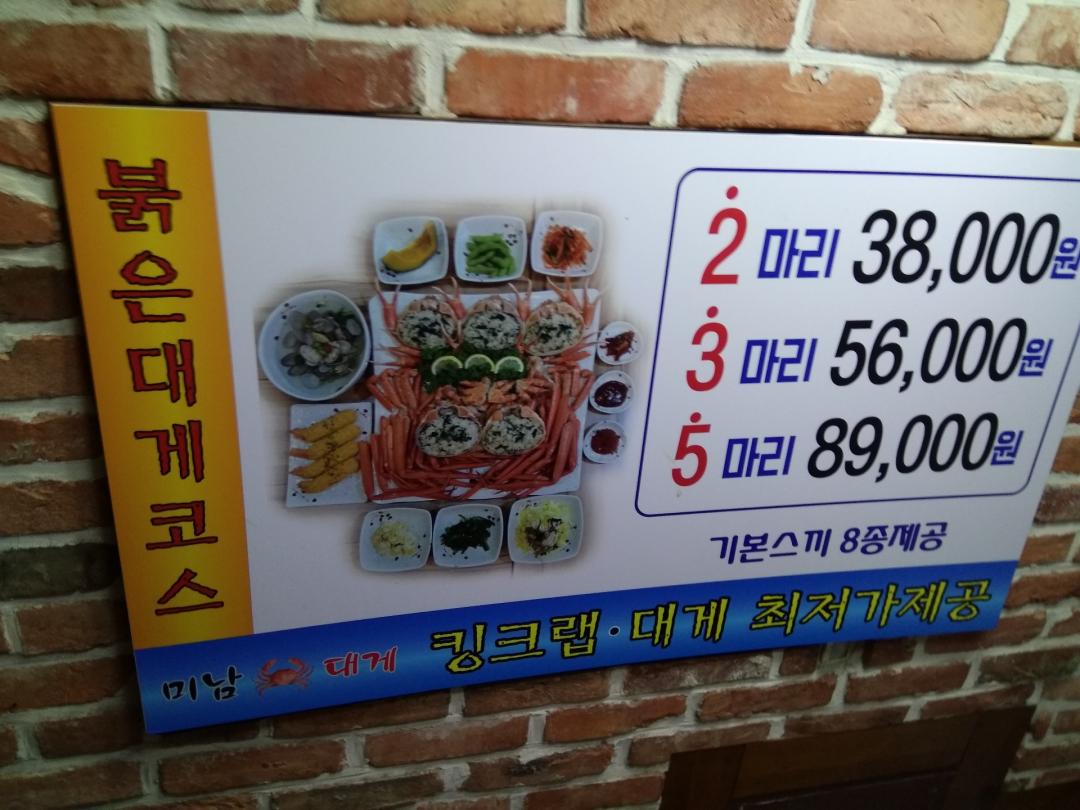 붉은대게코스
2 마리 38,000원
3 마리 56,000원
5 마리 89,000원
기본스끼 8종제공
미남 대게 킹크랩·대게 최저가제공